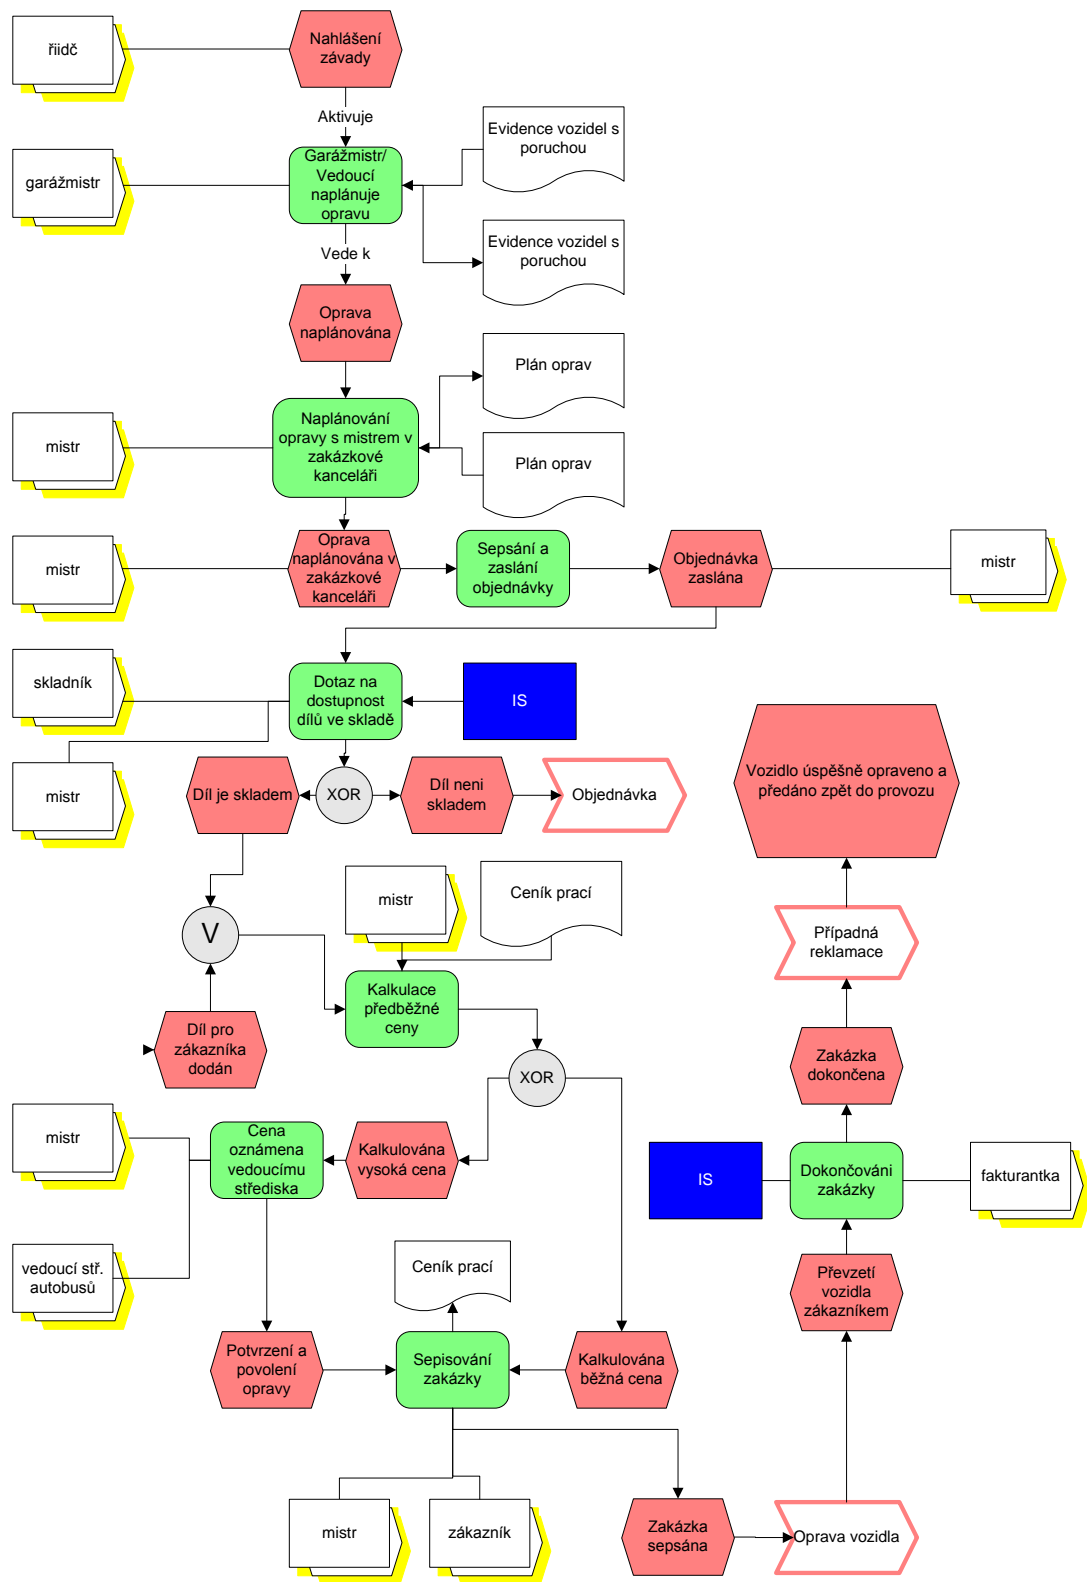 řiidč
Nahlášení
závady
Aktivuje
garážmistr
Garážmistr/
Vedoucí
naplánuje
opravu
Evidence vozidel s
poruchou
Evidence vozidel s
poruchou
Vede k
Oprava
naplánována
Plán oprav
mistr
Naplánování
opravy s mistrem v
zakázkové
kanceláři
Plán oprav
mistr
Oprava
naplánována v
zakázkové
kanceláři
Sepsání a
zaslání
objednávky
Objednávka
zaslána
mistr
skladník
Dotaz na
dostupnost
dílů ve skladě
IS
mistr
Díl je skladem
XOR
Díl neni
skladem
Objednávka
Vozidlo úspěšně opraveno a
předáno zpět do provozu
mistr
Ceník prací
V
Případná
reklamace
Kalkulace
předběžné
ceny
Díl pro
zákazníka
dodán
XOR
Zakázka
dokončena
mistr
Cena
oznámena
vedoucímu
střediska
Kalkulována
vysoká cena
IS
Dokončováni
zakázky
fakturantka
vedoucí stř.
autobusů
Ceník prací
Převzetí
vozidla
zákazníkem
Potvrzení a
povolení
opravy
Sepisování
zakázky
Kalkulována
běžná cena
mistr
zákazník
Zakázka
sepsána
Oprava vozidla